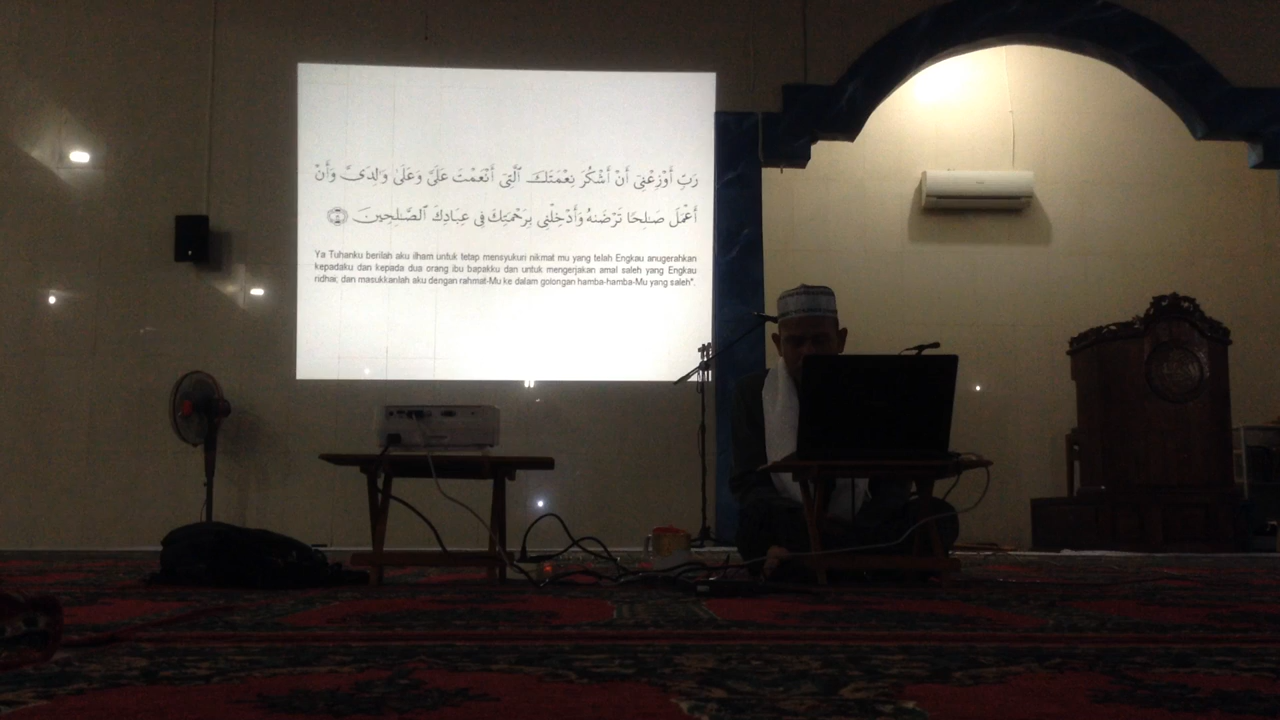 رَبِّ أَوْزِعْنِىٓ أَنْ أَشْكُرَ نِعْمَتَكَ ٱلَّتِىٓ أَنْعَمْتَ عَلَىَّ وَعَلَىٰ وَٰلِدَىَّ وَأَنْ
أَعْمَلَ صَٰلِحًا تَرْضَىٰهُ وَأَدْخِلْنِى بِرَحْمَتِكَ فِى عِبَادِكَ ٱلصَّٰلِحِينَ
Ya Tuhanku berilah aku ilham untuk tetap mensyukuri nikmat mu yang telah Engkau anugerahkan
kepadaku dan kepada dua orang ibu bapakku dan untuk mengerjakan amal saleh yang Engkau
ridhai; dan masukkanlah aku dengan rahmat-Mu ke dalam golongan hamba-hamba-Mu yang saleh".